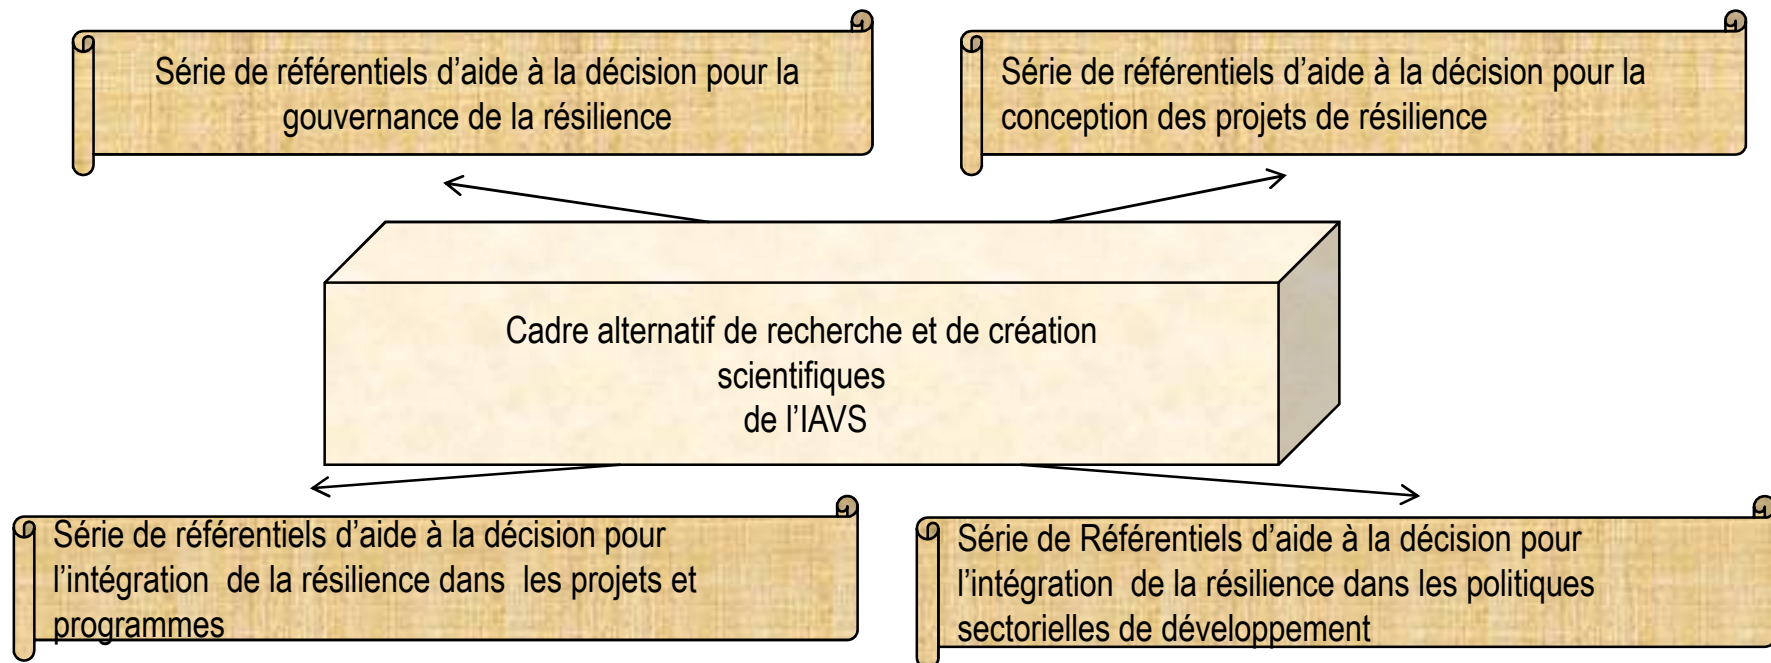 Série de référentiels d’aide à la décision pour la
gouvernance de la résilience
Série de référentiels d’aide à la décision pour la
conception des projets de résilience
Cadre alternatif de recherche et de création
scientifiques
de l’IAVS
Série de référentiels d’aide à la décision pour
l’intégration de la résilience dans les projets et
programmes
Série de Référentiels d’aide à la décision pour
l’intégration de la résilience dans les politiques
sectorielles de développement